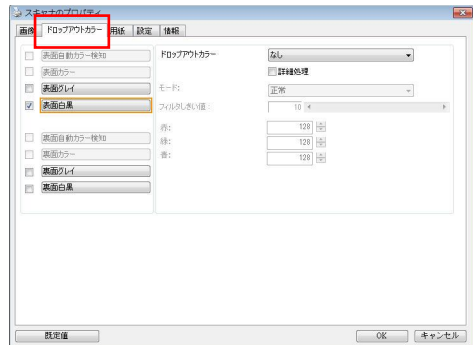 スキャナのプロパティ
画像 ドロップアウトカラー 用紙 設定 情報
表面自動カラー検知
表面カラー
表面グレイ
表面白黒
裏面自動カラー検知
裏面カラー
裏面グレイ
裏面白黒
ドロップアウトカラー なし
詳細処理
モード: 正常
フィルタしきい値: 10
赤: 128
緑: 128
青: 128
既定値 OK キャンセル